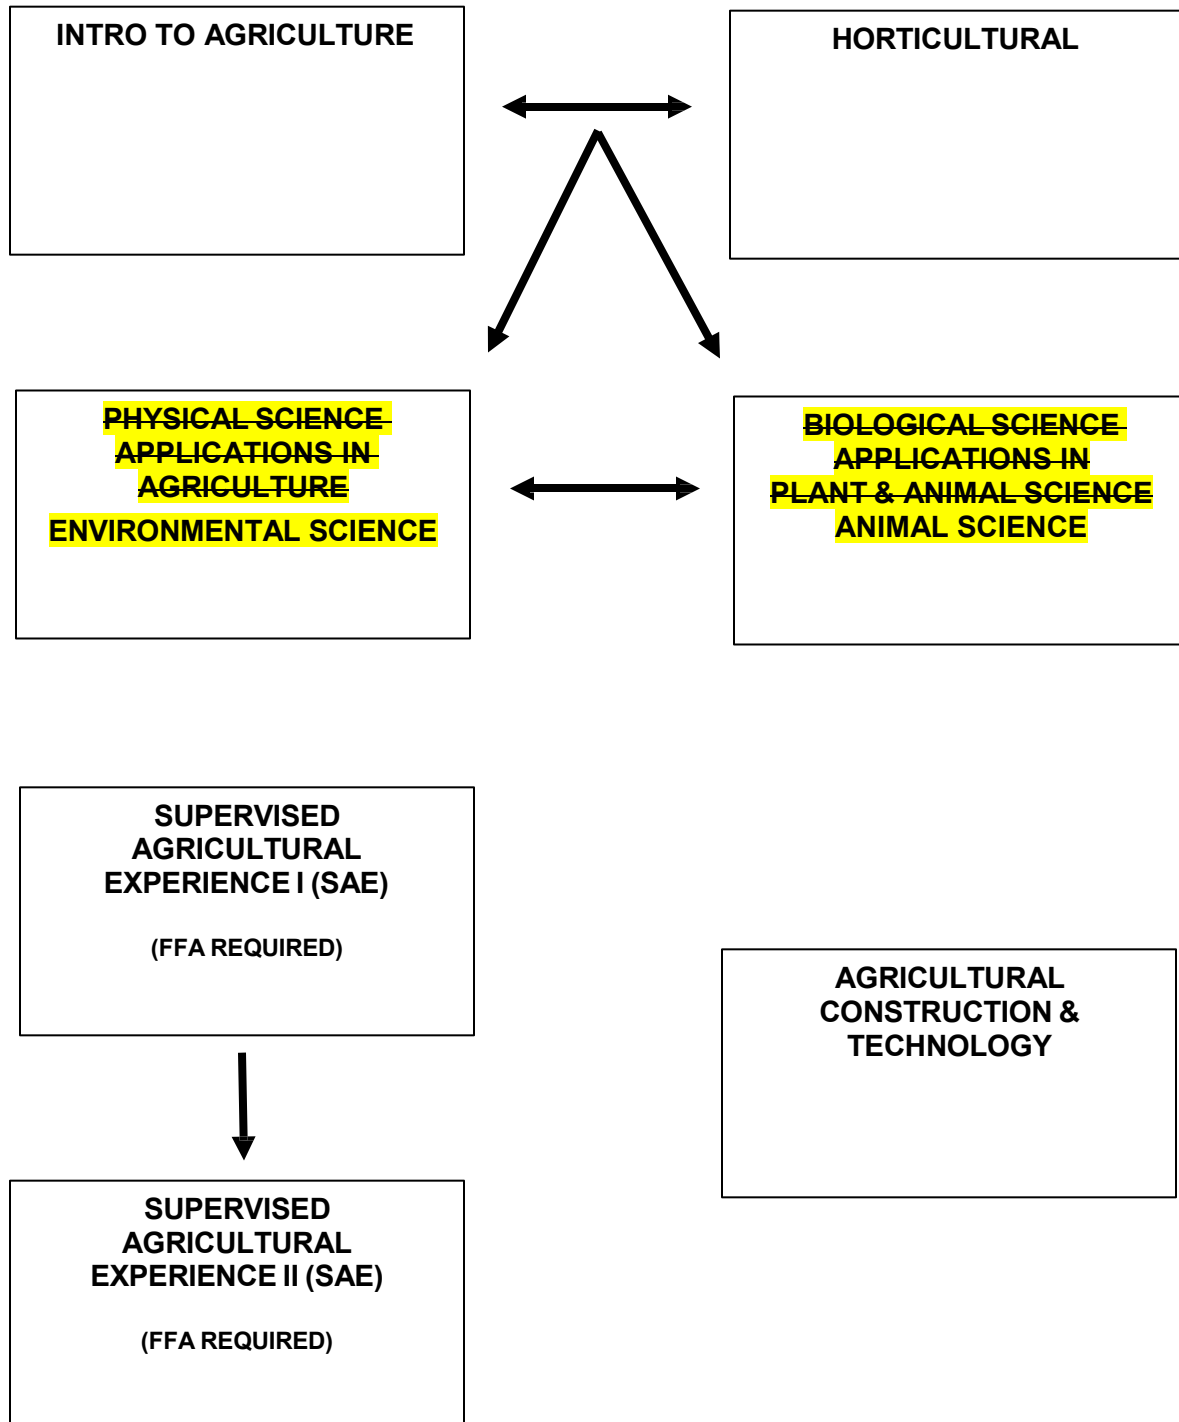 INTRO TO AGRICULTURE
HORTICULTURAL
PHYSICAL SCIENCE
APPLICATIONS IN
AGRICULTURE
ENVIRONMENTAL SCIENCE
BIOLOGICAL SCIENCE
APPLICATIONS IN
PLANT & ANIMAL SCIENCE
ANIMAL SCIENCE
SUPERVISED
AGRICULTURAL
EXPERIENCE I (SAE)
(FFA REQUIRED)
AGRICULTURAL
CONSTRUCTION &
TECHNOLOGY
SUPERVISED
AGRICULTURAL
EXPERIENCE II (SAE)
(FFA REQUIRED)